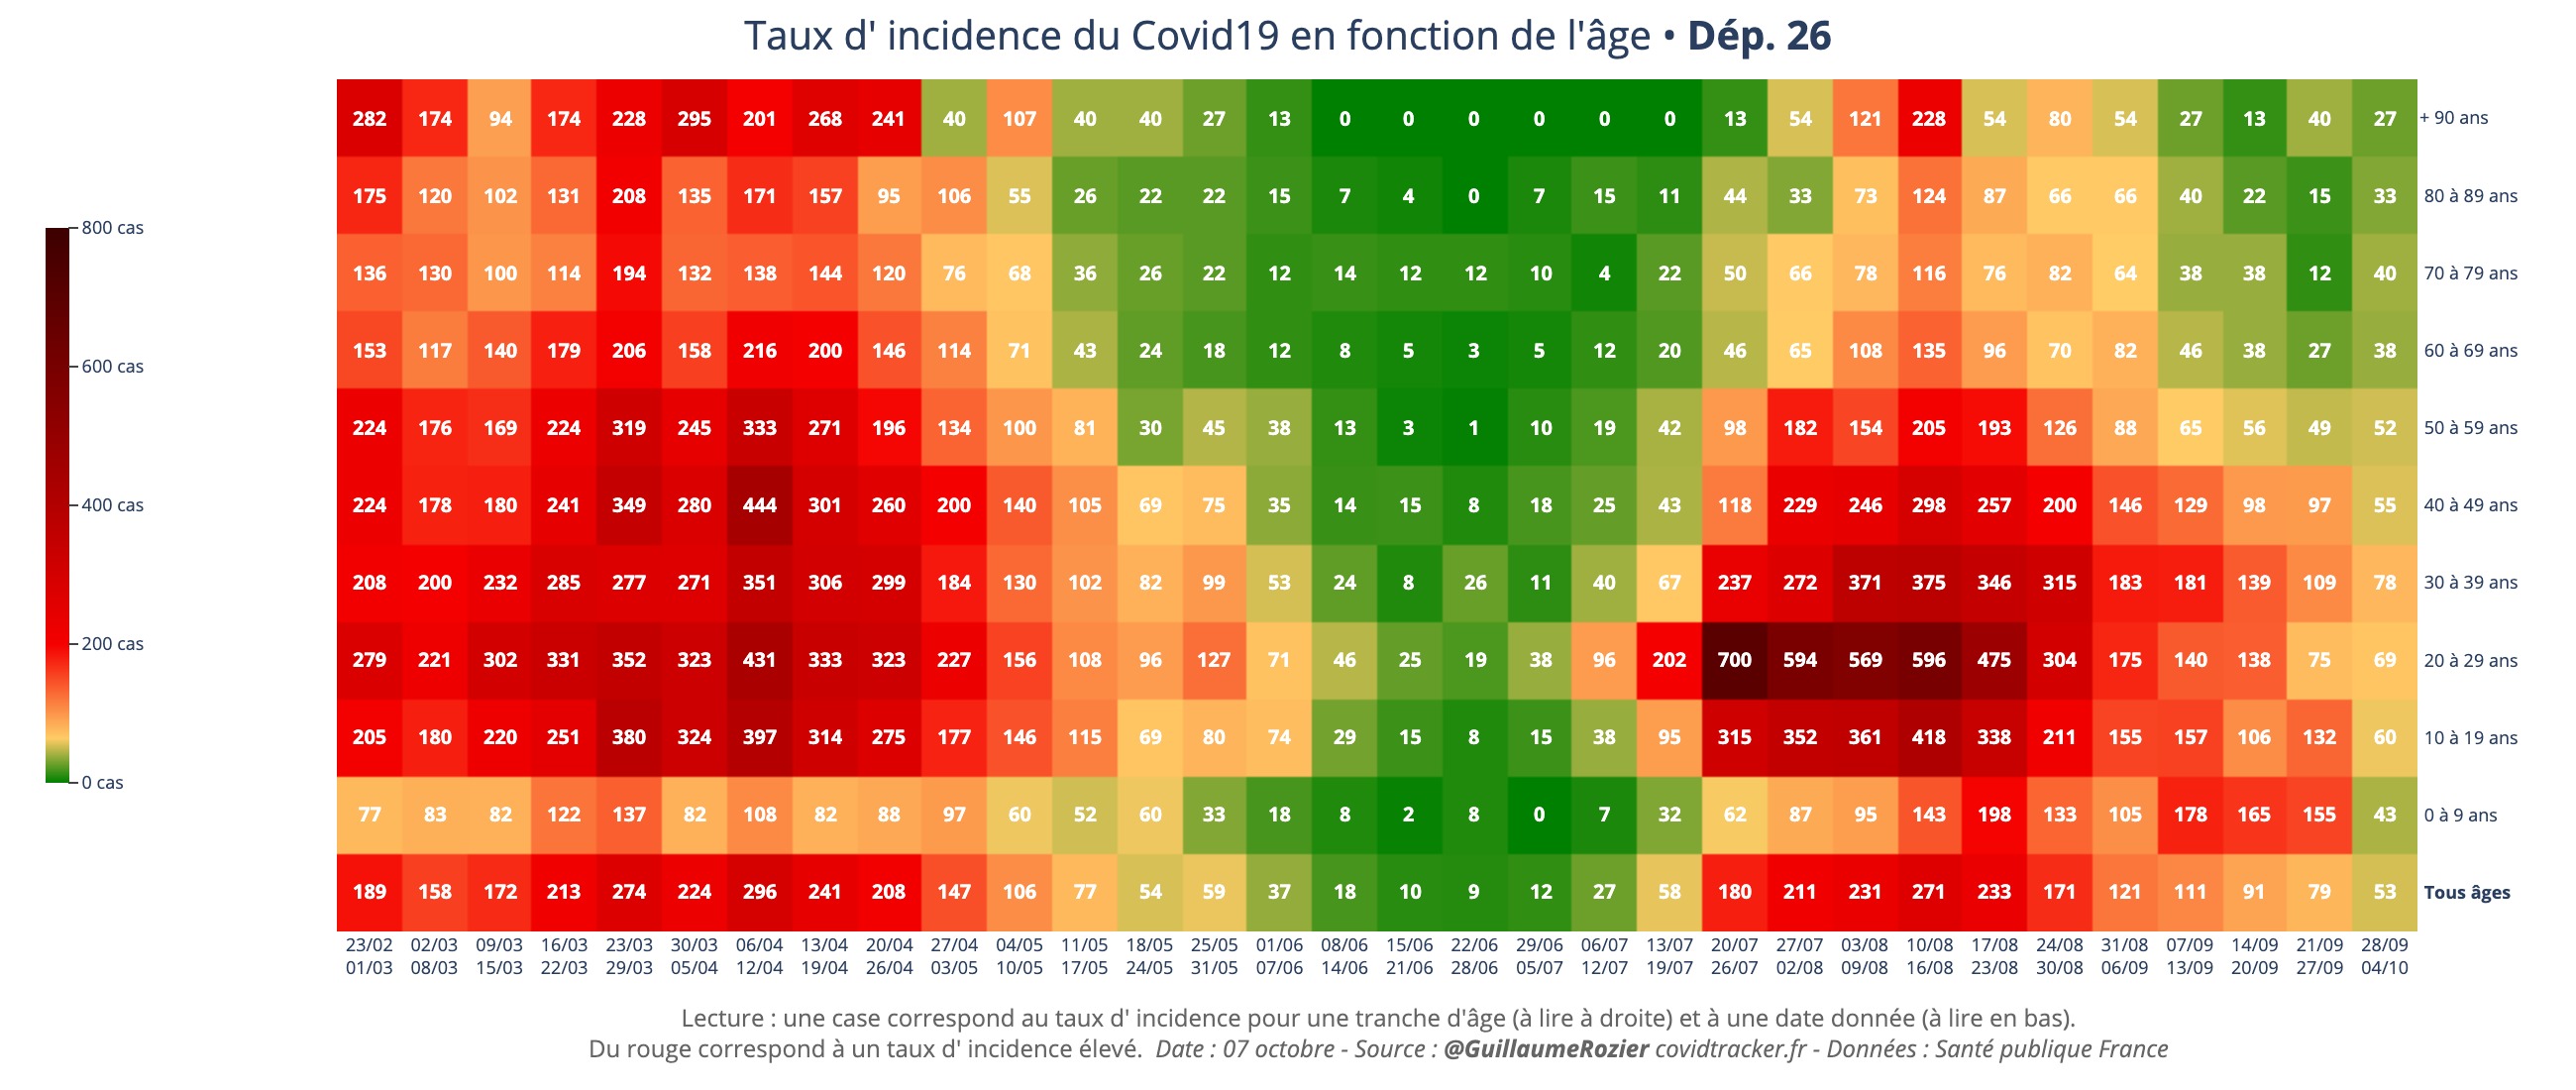 Taux d' incidence du Covid19 en fonction de l'âge • Dép. 26
282 174 94 174 228 295 201 268 241 40 107 40 40 27 13 0 0 0 0 0 0 13 54 121 228 54 80 54 27 13 40 27 + 90 ans
175 120 102 131 208 135 171 157 95 106 55 26 22 22 15 7 4 0 7 15 11 44 33 73 124 87 66 66 40 22 15 33 80 à 89 ans
800 cas
136 130 100 114 194 132 138 144 120 76 68 36 26 22 12 14 12 12 10 4 22 50 66 78 116 76 82 64 38 38 12 40 70 à 79 ans
153 117 140 179 206 158 216 200 146 114 71 43 24 18 12 8 5 3 5 12 20 46 65 108 135 96 70 82 46 38 27 38 60 à 69 ans
600 cas
224 176 169 224 319 245 333 271 196 134 100 81 30 45 38 13 3 1 10 19 42 98 182 154 205 193 126 88 65 56 49 52 50 à 59 ans
400 cas
224 178 180 241 349 280 444 301 260 200 140 105 69 75 35 14 15 8 18 25 43 118 229 246 298 257 200 146 129 98 97 55 40 à 49 ans
208 200 232 285 277 271 351 306 299 184 130 102 82 99 53 24 8 26 11 40 67 237 272 371 375 346 315 183 181 139 109 78 30 à 39 ans
200 cas
279 221 302 331 352 323 431 333 323 227 156 108 96 127 71 46 25 19 38 96 202 700 594 569 596 475 304 175 140 138 75 69 20 à 29 ans
205 180 220 251 380 324 397 314 275 177 146 115 69 80 74 29 15 8 15 38 95 315 352 361 418 338 211 155 157 106 132 60 10 à 19 ans
0 cas
77 83 82 122 137 82 108 82 88 97 60 52 60 33 18 8 2 8 0 7 32 62 87 95 143 198 133 105 178 165 155 43 0 à 9 ans
189 158 172 213 274 224 296 241 208 147 106 77 54 59 37 18 10 9 12 27 58 180 211 231 271 233 171 121 111 91 79 53 Tous âges
23/02 02/03 09/03 16/03 23/03 30/03 06/04 13/04 20/04 27/04 04/05 11/05 18/05 25/05 01/06 08/06 15/06 22/06 29/06 06/07 13/07 20/07 27/07 03/08 10/08 17/08 24/08 31/08 07/09 14/09 21/09 28/09
01/03 08/03 15/03 22/03 29/03 05/04 12/04 19/04 26/04 03/05 10/05 17/05 24/05 31/05 07/06 14/06 21/06 28/06 05/07 12/07 19/07 26/07 02/08 09/08 16/08 23/08 30/08 06/09 13/09 20/09 27/09 04/10
Lecture : une case correspond au taux d' incidence pour une tranche d'âge (à lire à droite) et à une date donnée (à lire en bas).
Du rouge correspond à un taux d' incidence élevé. Date : 07 octobre - Source : @GuillaumeRozier covidtracker.fr - Données : Santé publique France